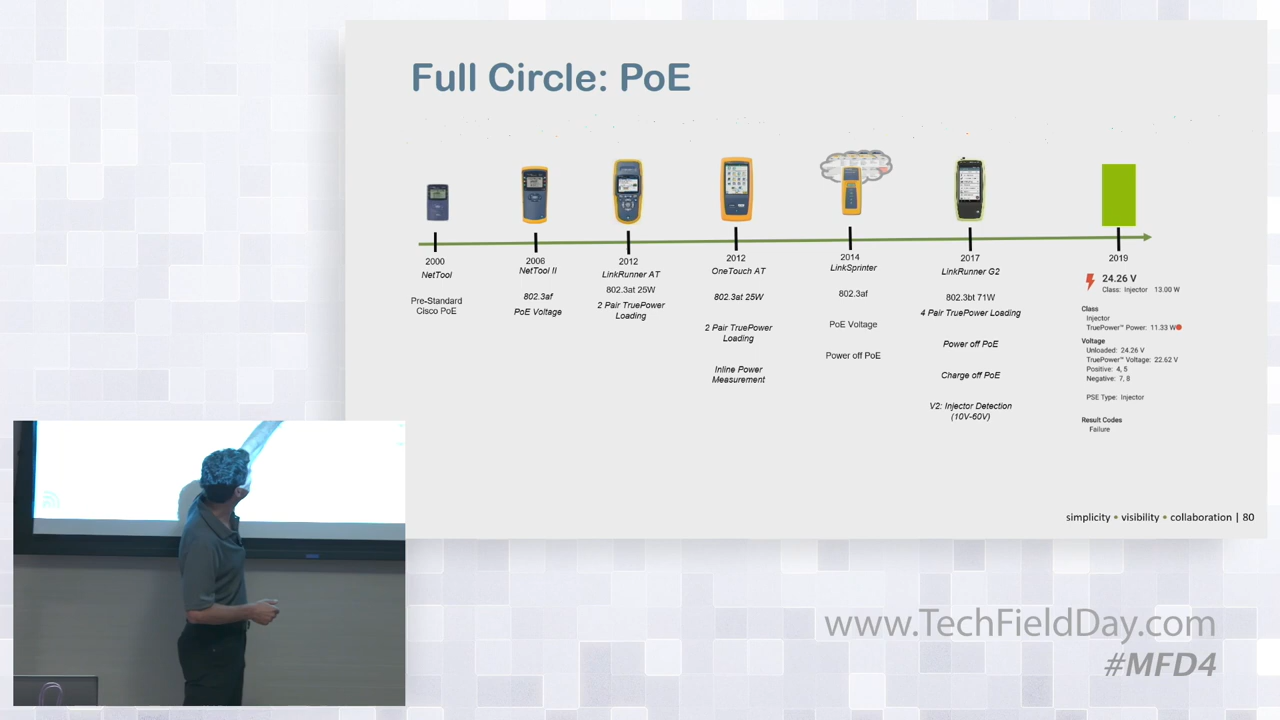 Full Circle: PoE
2000
NetTool
Pre-Standard
Cisco PoE
2006
NetTool II
802.3af
PoE Voltage
2012
LinkRunner AT
802.3at 25W
2 Pair TruePower
Loading
2012
OneTouch AT
802.3at 25W
2 Pair TruePower
Loading
Inline Power
Measurement
2014
LinkSprinter
802.3af
PoE Voltage
Power off PoE
2017
LinkRunner G2
802.3bt 71W
4 Pair TruePower Loading
Power off PoE
Charge off PoE
V2: Injector Detection
(10V-60V)
2019
24.26 V
Class: Injector 13.00 W
Class
Injector
TruePower™ Power: 11.33 W
Voltage
Unloaded: 24.26 V
TruePower™ Voltage: 22.62 V
Positive: 4, 5
Negative: 7, 8
PSE Type: Injector
Result Codes
Failure
simplicity • visibility • collaboration | 80
www.TechFieldDay.com
#MFD4